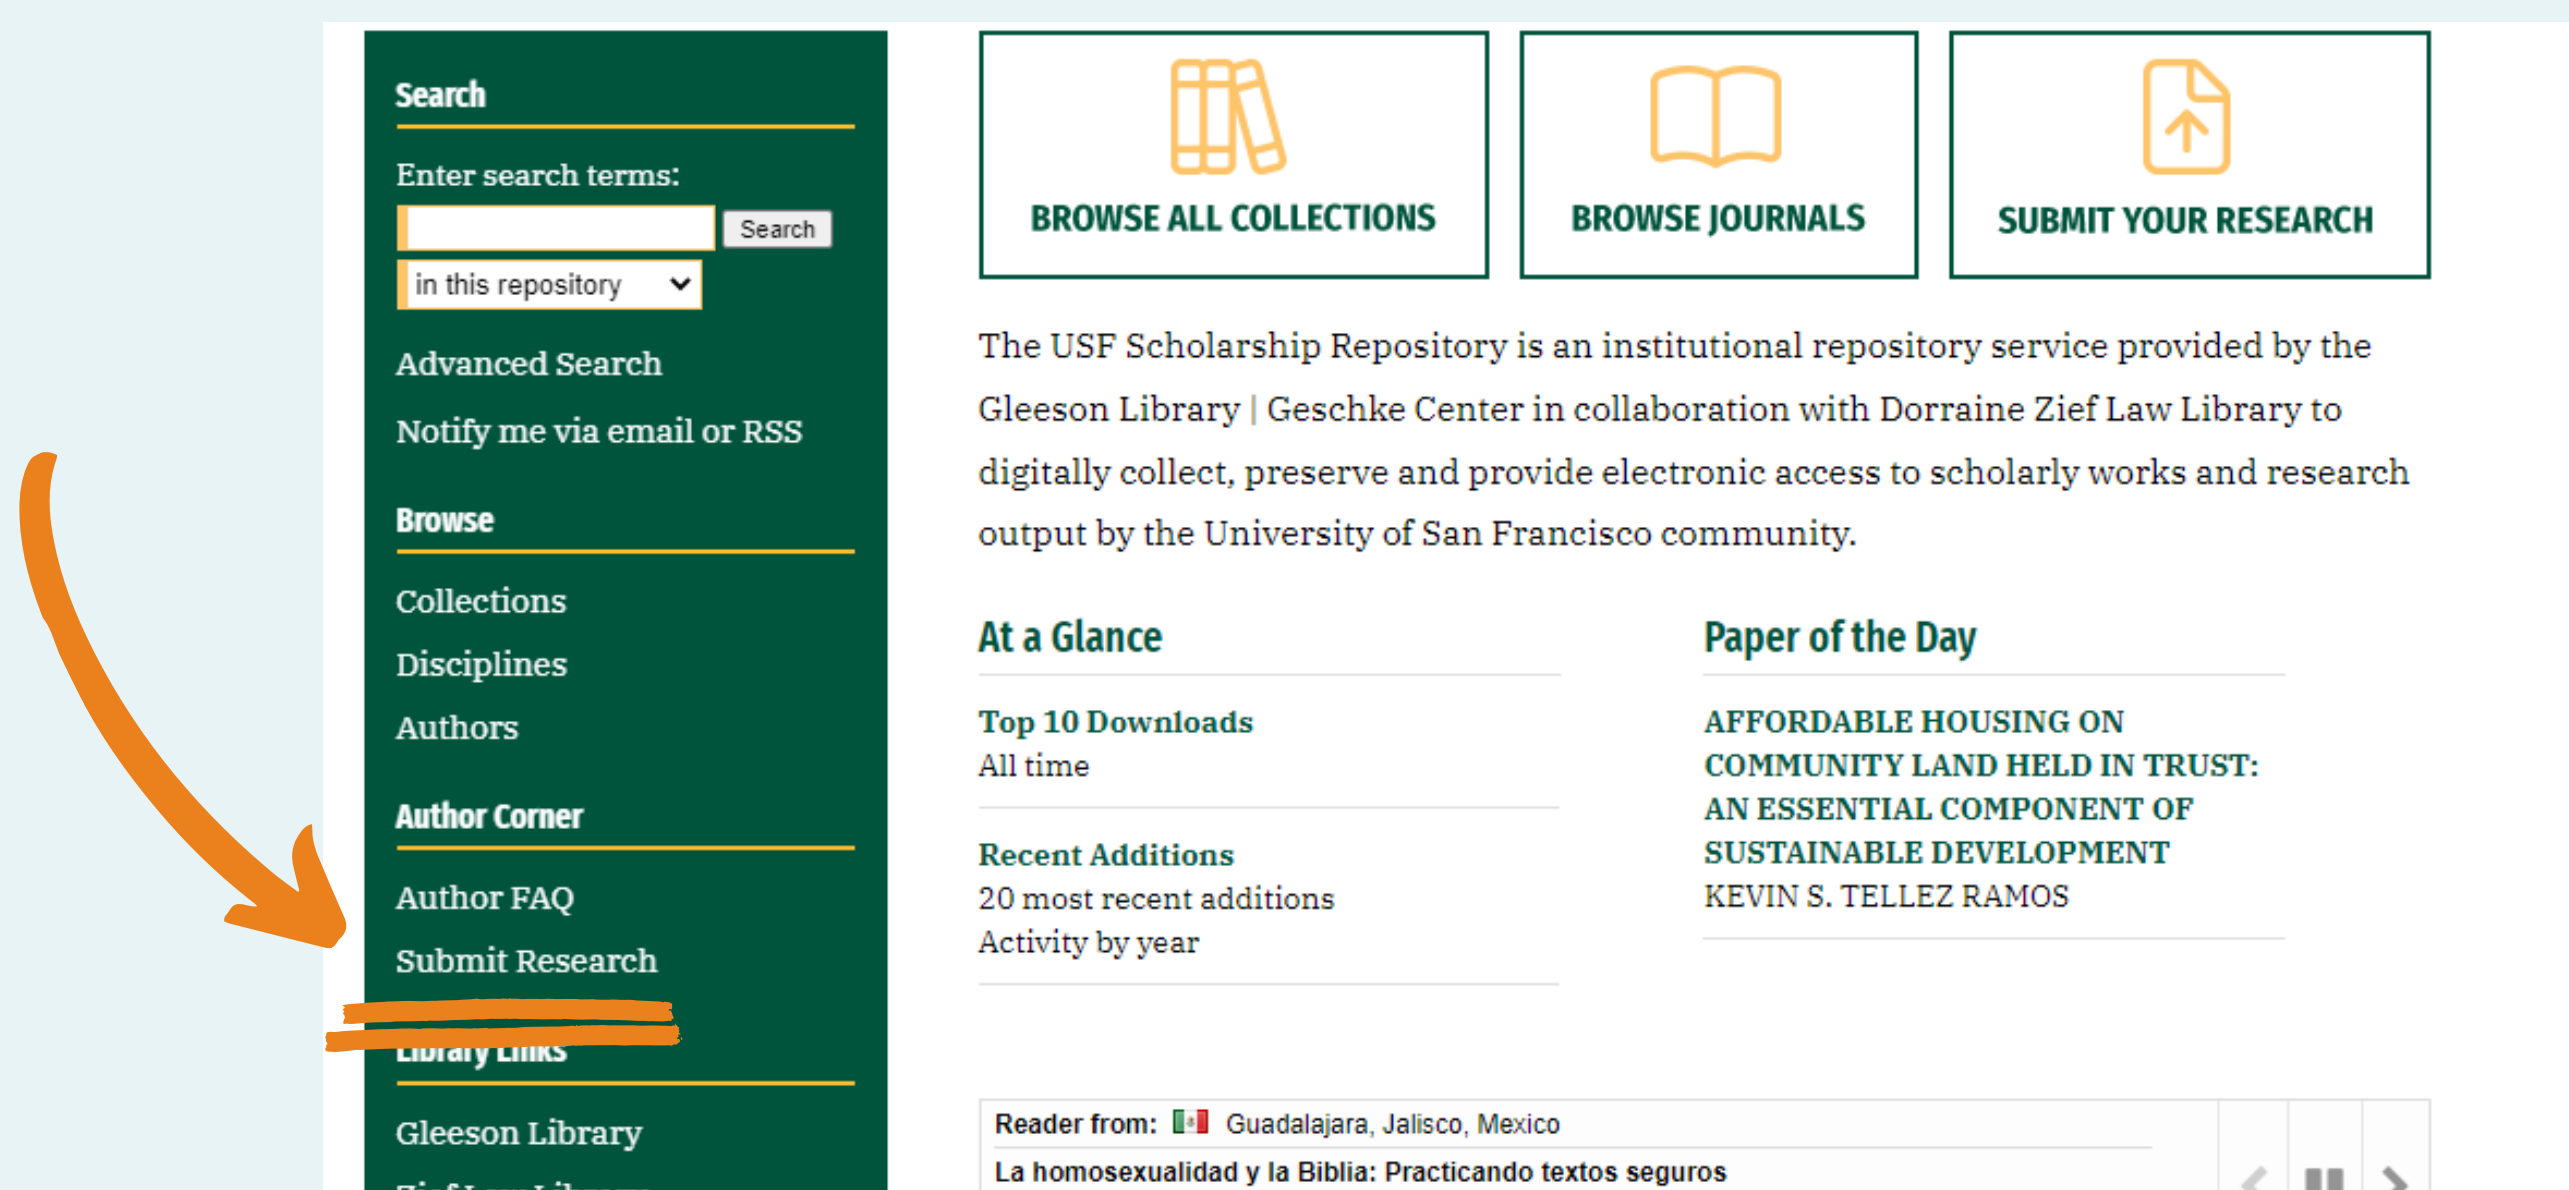 Search
Enter search terms:
Search
in this repository
Advanced Search
Notify me via email or RSS
Browse
Collections
Disciplines
Authors
Author Corner
Author FAQ
Submit Research
Library Links
Gleeson Library
Zief Law Library
BROWSE ALL COLLECTIONS
BROWSE JOURNALS
SUBMIT YOUR RESEARCH
The USF Scholarship Repository is an institutional repository service provided by the
Gleeson Library | Geschke Center in collaboration with Dorraine Zief Law Library to
digitally collect, preserve and provide electronic access to scholarly works and research
output by the University of San Francisco community.
At a Glance
Top 10 Downloads
All time
Recent Additions
20 most recent additions
Activity by year
Paper of the Day
AFFORDABLE HOUSING ON
COMMUNITY LAND HELD IN TRUST:
AN ESSENTIAL COMPONENT OF
SUSTAINABLE DEVELOPMENT
KEVIN S. TELLEZ RAMOS
Reader from: Guadalajara, Jalisco, Mexico
La homosexualidad y la Biblia: Practicando textos seguros